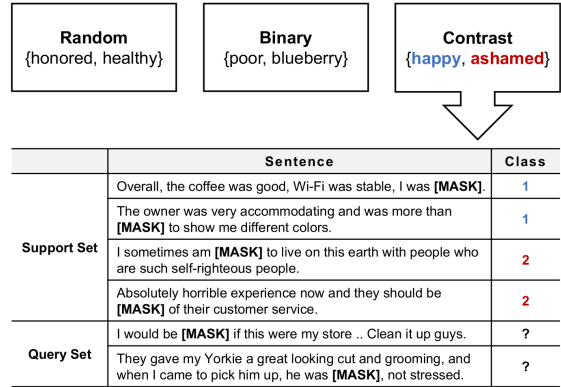 Random
{honored, healthy}
Binary
{poor, blueberry}
Contrast
{happy, ashamed}
Sentence Class
Support Set
Overall, the coffee was good, Wi-Fi was stable, I was [MASK]. 1
The owner was very accommodating and was more than
[MASK] to show me different colors. 1
I sometimes am [MASK] to live on this earth with people who
are such self-righteous people. 2
Absolutely horrible experience now and they should be
[MASK] of their customer service. 2
Query Set
I would be [MASK] if this were my store .. Clean it up guys. ?
They gave my Yorkie a great looking cut and grooming, and
when I came to pick him up, he was [MASK], not stressed. ?